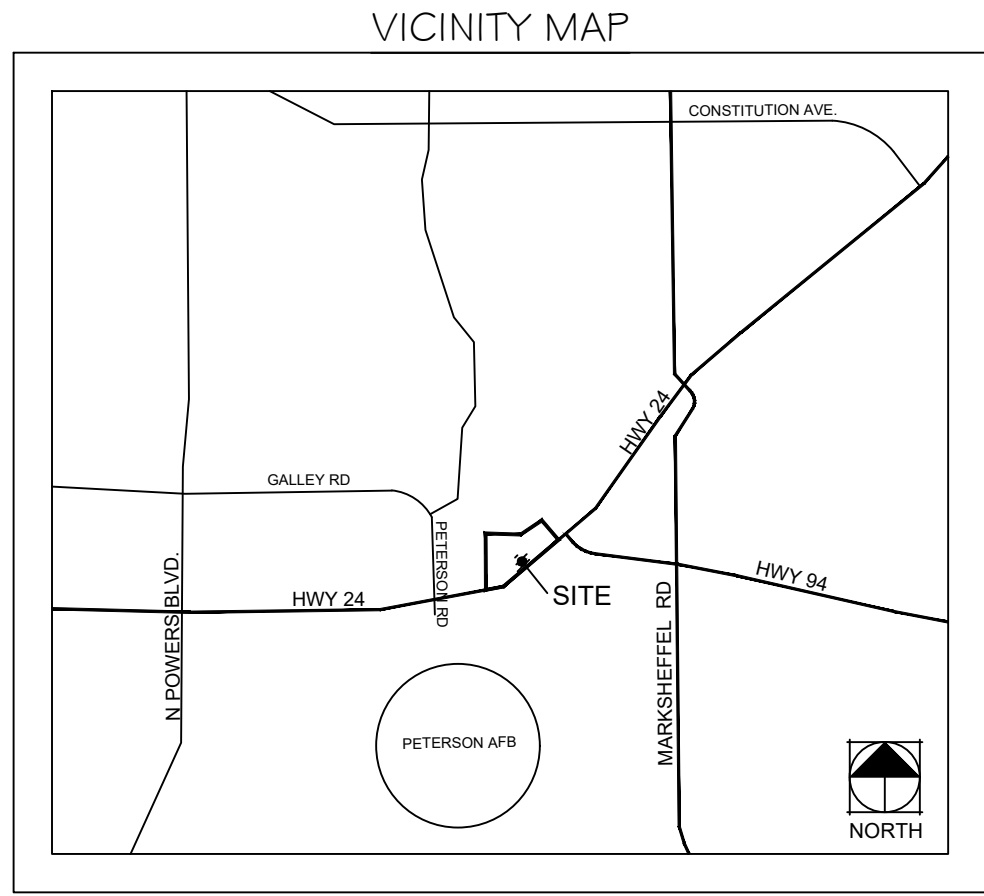 VICINITY MAP
CONSTITUTION AVE.
HWY 24
GALLEY RD
PETERSON RD
N POWERS BLVD.
HWY 24
SITE
HWY 94
MARKSHEFFEL RD
PETERSON AFB
NORTH